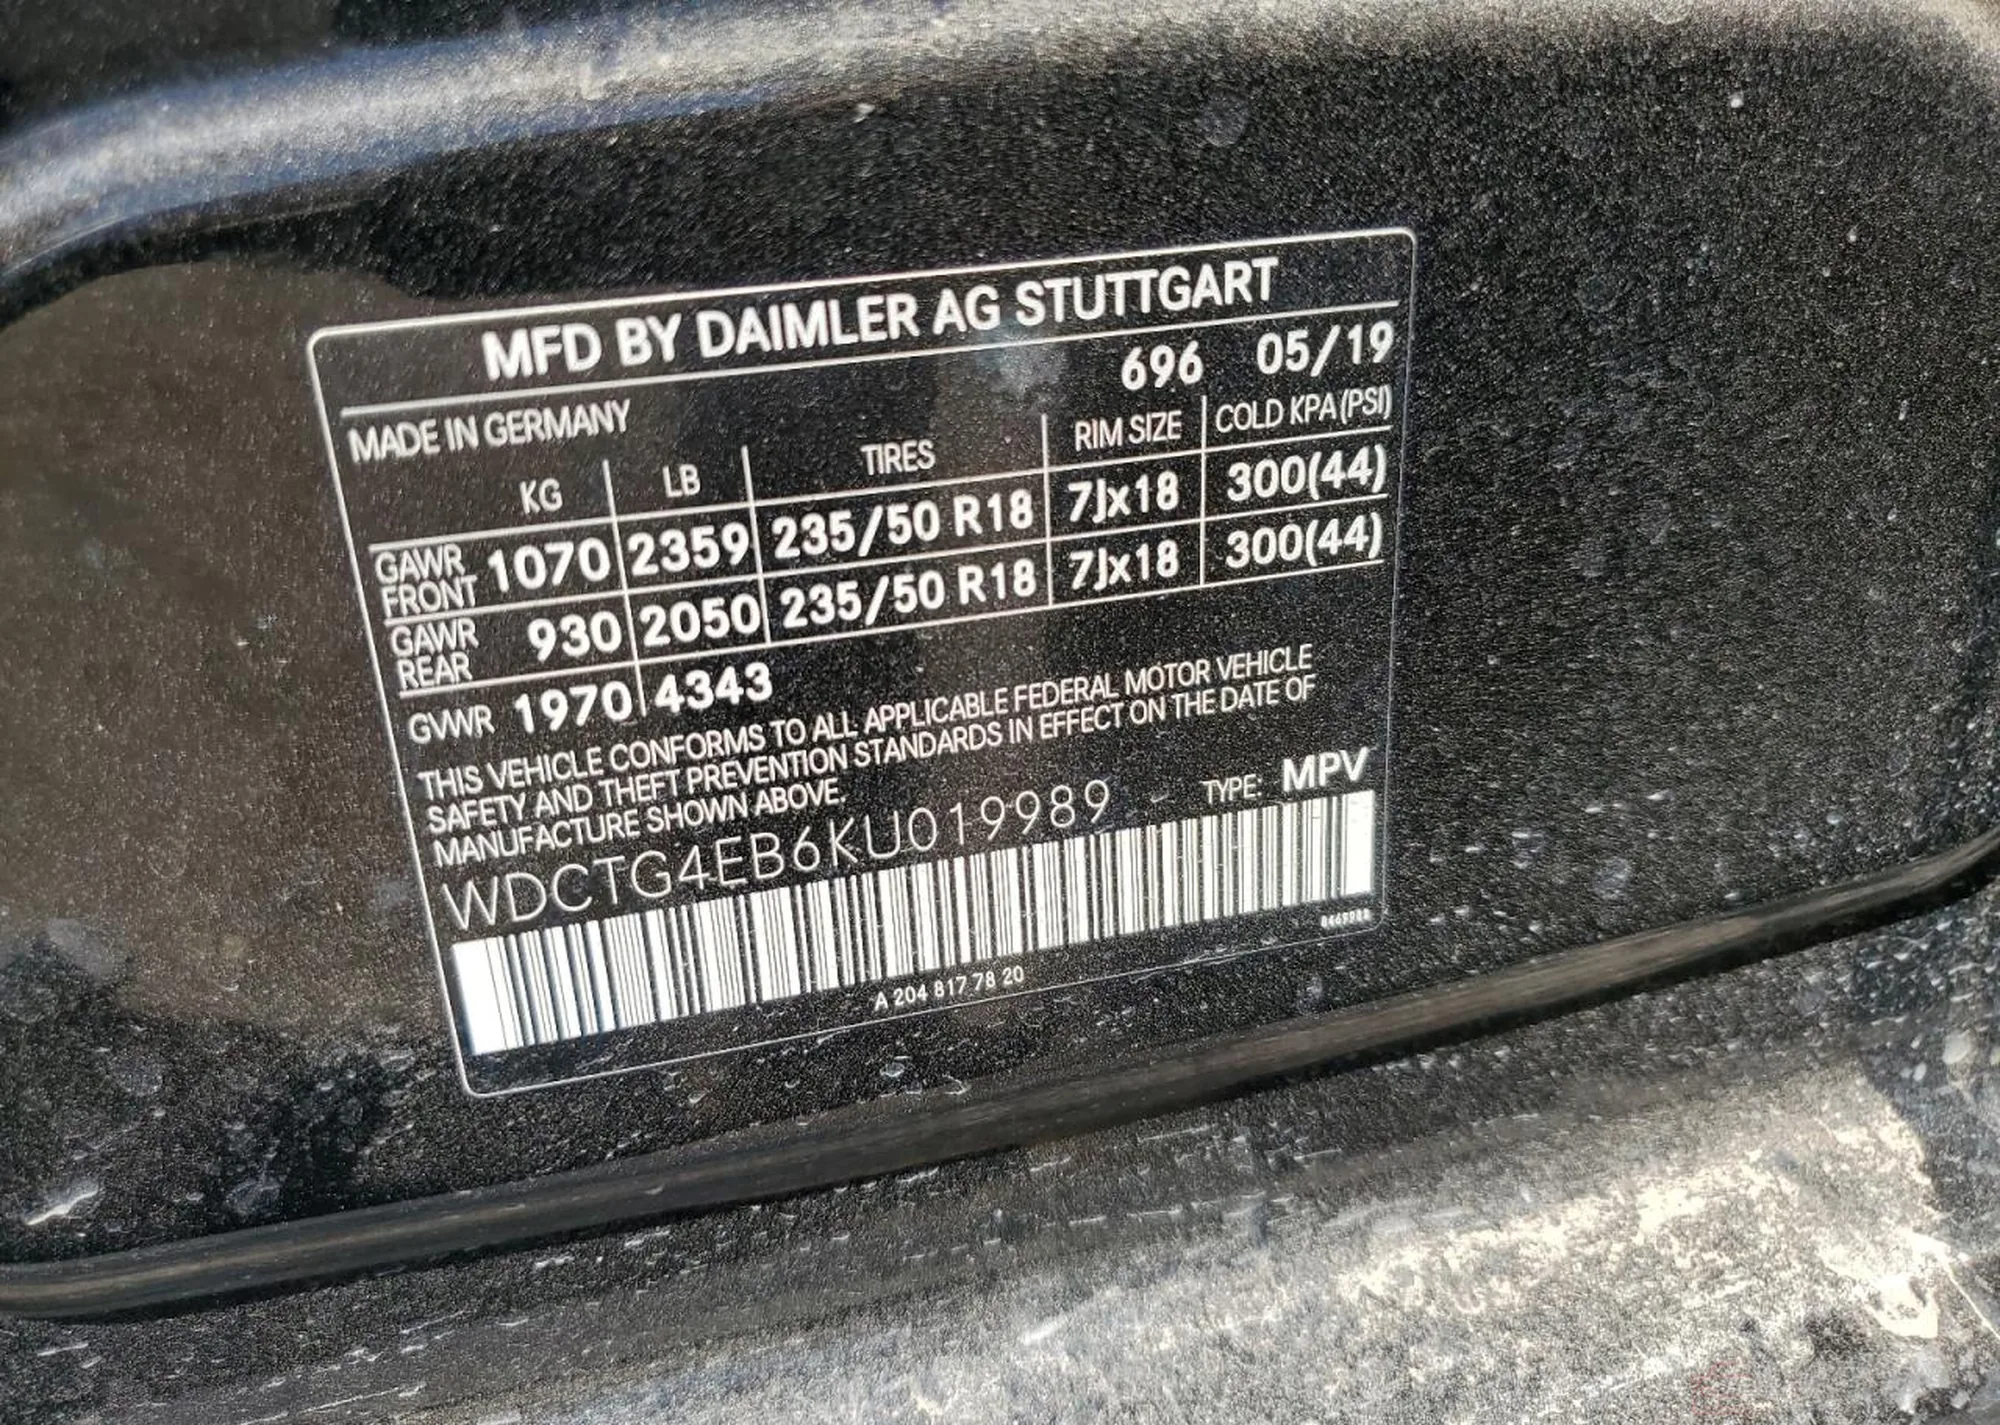 MFD BY DAIMLER AG STUTTGART
696 05/19
MADE IN GERMANY
KG LB TIRES RIM SIZE COLD KPA(PSI)
GAWR FRONT 1070 2359 235/50 R18 7Jx18 300(44)
GAWR REAR 930 2050 235/50 R18 7Jx18 300(44)
GVWR 1970 4343
THIS VEHICLE CONFORMS TO ALL APPLICABLE FEDERAL MOTOR VEHICLE
SAFETY AND THEFT PREVENTION STANDARDS IN EFFECT ON THE DATE OF
MANUFACTURE SHOWN ABOVE.
WDCTG4EB6KU019989 TYPE: MPV
A 204 817 78 20